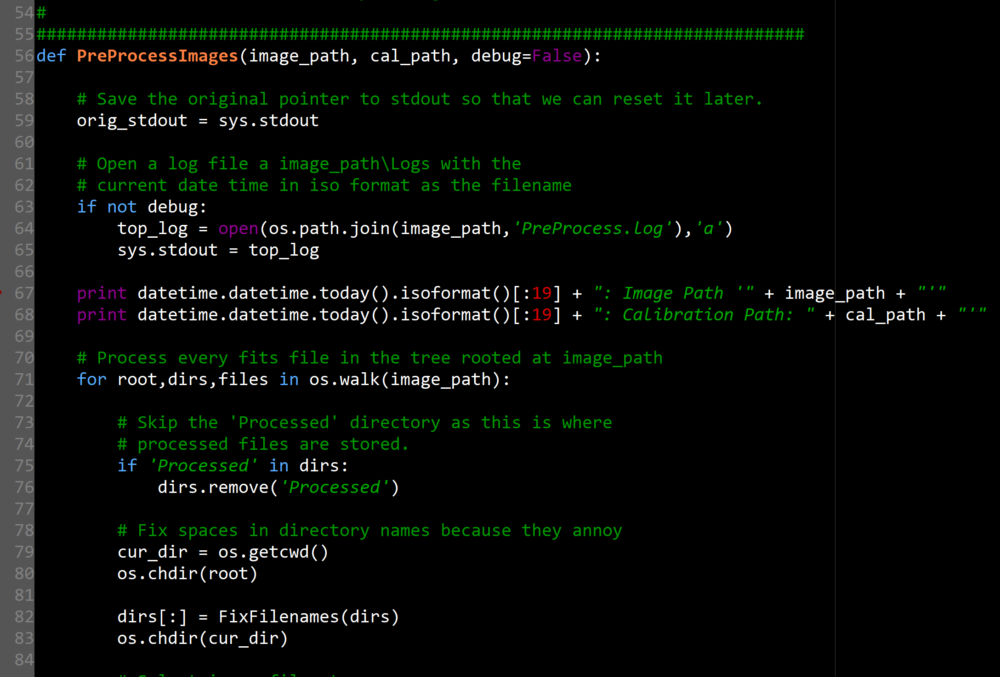 54 #
55 ############################################################################
56 def PreProcessImages(image_path, cal_path, debug=False):
57
58     # Save the original pointer to stdout so that we can reset it later.
59     orig_stdout = sys.stdout
60
61     # Open a log file a image_path\Logs with the
62     # current date time in iso format as the filename
63     if not debug:
64         top_log = open(os.path.join(image_path,'PreProcess.log'),'a')
65         sys.stdout = top_log
66
67     print datetime.datetime.today().isoformat()[:19] + ": Image Path '" + image_path + "'"
68     print datetime.datetime.today().isoformat()[:19] + ": Calibration Path: " + cal_path + "'"
69
70     # Process every fits file in the tree rooted at image_path
71     for root,dirs,files in os.walk(image_path):
72
73         # Skip the 'Processed' directory as this is where
74         # processed files are stored.
75         if 'Processed' in dirs:
76             dirs.remove('Processed')
77
78         # Fix spaces in directory names because they annoy
79         cur_dir = os.getcwd()
80         os.chdir(root)
81
82         dirs[:] = FixFilenames(dirs)
83         os.chdir(cur_dir)
84